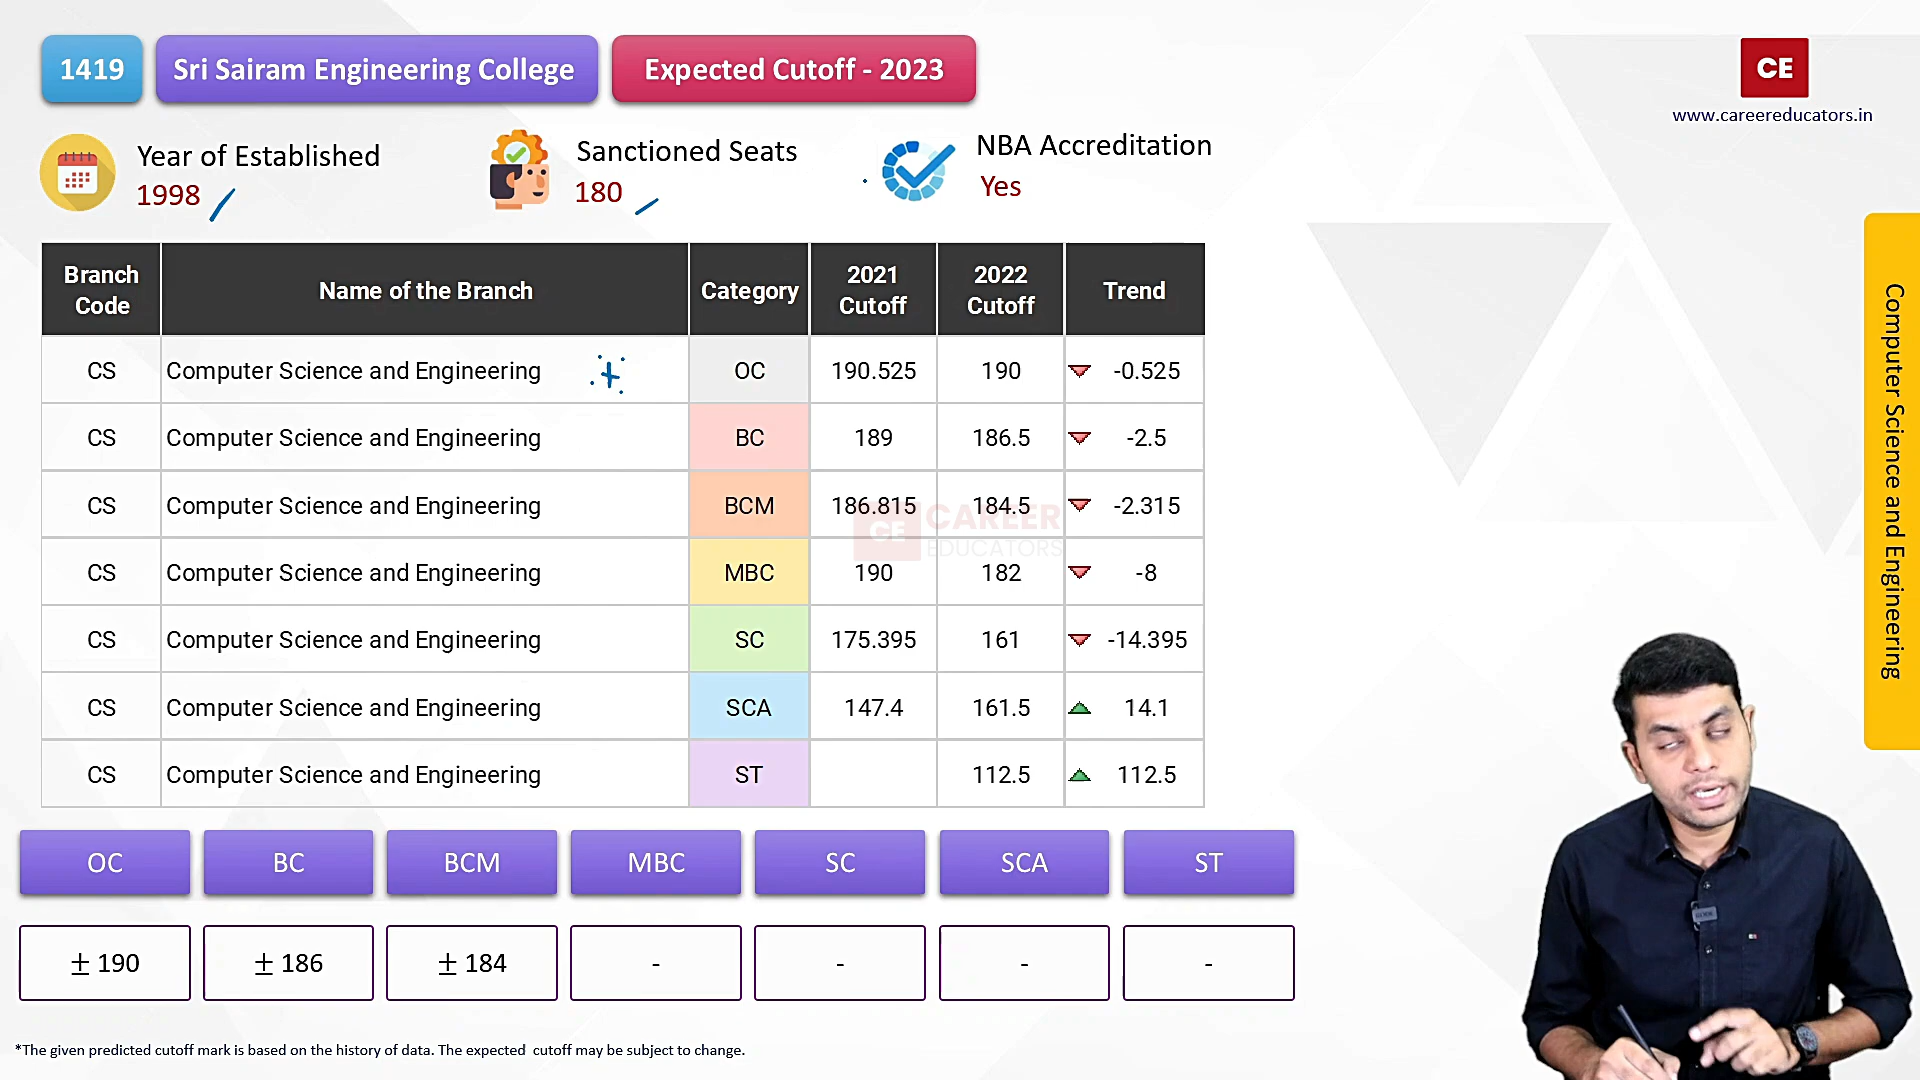 1419 Sri Sairam Engineering College Expected Cutoff - 2023
CE
www.careereducators.in
Year of Established
1998
Sanctioned Seats
180
NBA Accreditation
Yes
Branch Code Name of the Branch Category 2021 Cutoff 2022 Cutoff Trend
CS Computer Science and Engineering OC 190.525 190 -0.525
CS Computer Science and Engineering BC 189 186.5 -2.5
CS Computer Science and Engineering BCM 186.815 184.5 -2.315
CE CAREER
EDUCATORS
CS Computer Science and Engineering MBC 190 182 -8
CS Computer Science and Engineering SC 175.395 161 -14.395
CS Computer Science and Engineering SCA 147.4 161.5 14.1
CS Computer Science and Engineering ST 112.5 112.5
Computer Science and Engineering
OC BC BCM MBC SC SCA ST
± 190 ± 186 ± 184 - - - -
*The given predicted cutoff mark is based on the history of data. The expected cutoff may be subject to change.